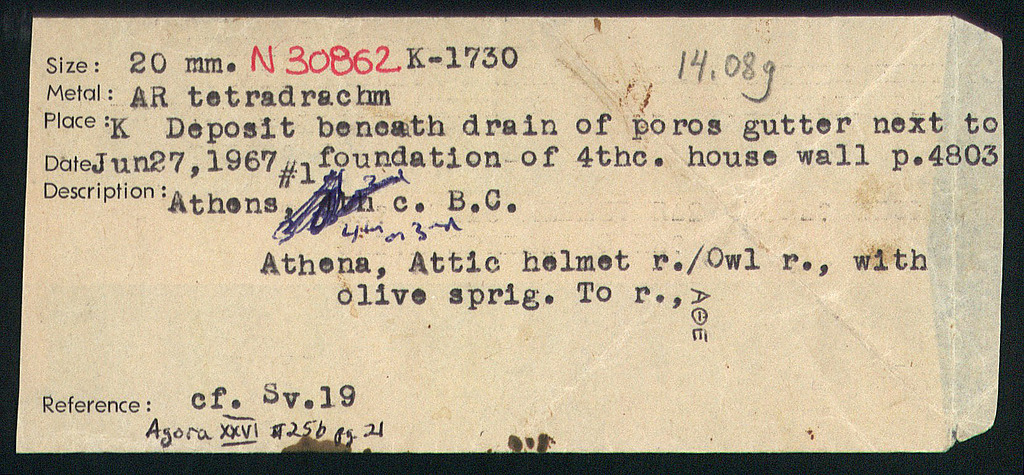 Size: 20 mm. N 30862 K-1730 14.08g
Metal: AR tetradrachm
Place: K Deposit beneath drain of poros gutter next to
Date Jun27,1967 #1 foundation of 4thc. house wall p.4803
Description: Athens, c. B.C.
4th or 3rd
Athena, Attic helmet r./Owl r., with
olive sprig. To r., ΑΘΕ
Reference: cf. Sv.19
Agora XXVI #25b pg 21